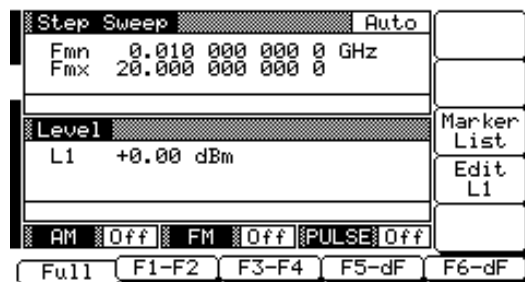 Step Sweep Auto
Fmn 0.010 000 000 0 GHz
Fmx 20.000 000 000 0
Level
L1 +0.00 dBm
Marker
List
Edit
L1
AM Off FM Off PULSE Off
Full F1-F2 F3-F4 F5-dF F6-dF